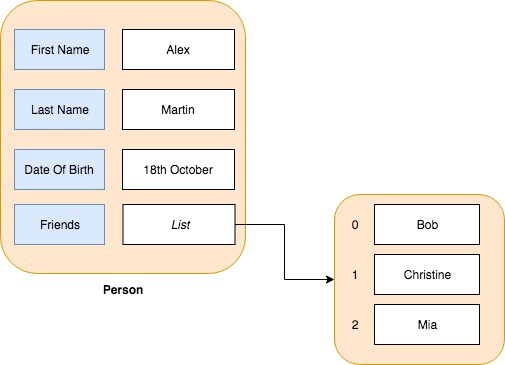 First Name Alex
Last Name Martin
Date Of Birth 18th October
Friends List
Person
0 Bob
1 Christine
2 Mia